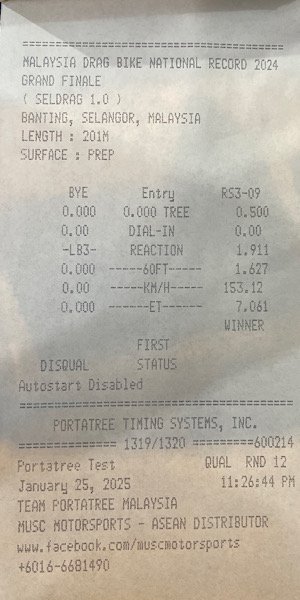 ========================================
MALAYSIA DRAG BIKE NATIONAL RECORD 2024
GRAND FINALE
( SELDRAG 1.0 )
BANTING, SELANGOR, MALAYSIA
LENGTH : 201M
SURFACE : PREP
BYE Entry RS3-09
0.000 0.000 TREE 0.500
0.00 DIAL-IN 0.00
-LB3- REACTION 1.911
0.000 ------60FT------ 1.627
0.00 ------KM/H------ 153.12
0.000 -------ET------- 7.061
WINNER
FIRST
DISQUAL STATUS
Autostart Disabled
========================================
PORTATREE TIMING SYSTEMS, INC.
============= 1319/1320 =========600214
Portatree Test QUAL RND 12
January 25, 2025 11:26:44 PM
TEAM PORTATREE MALAYSIA
MUSC MOTORSPORTS - ASEAN DISTRIBUTOR
www.facebook.com/muscmotorsports
+6016-6681490